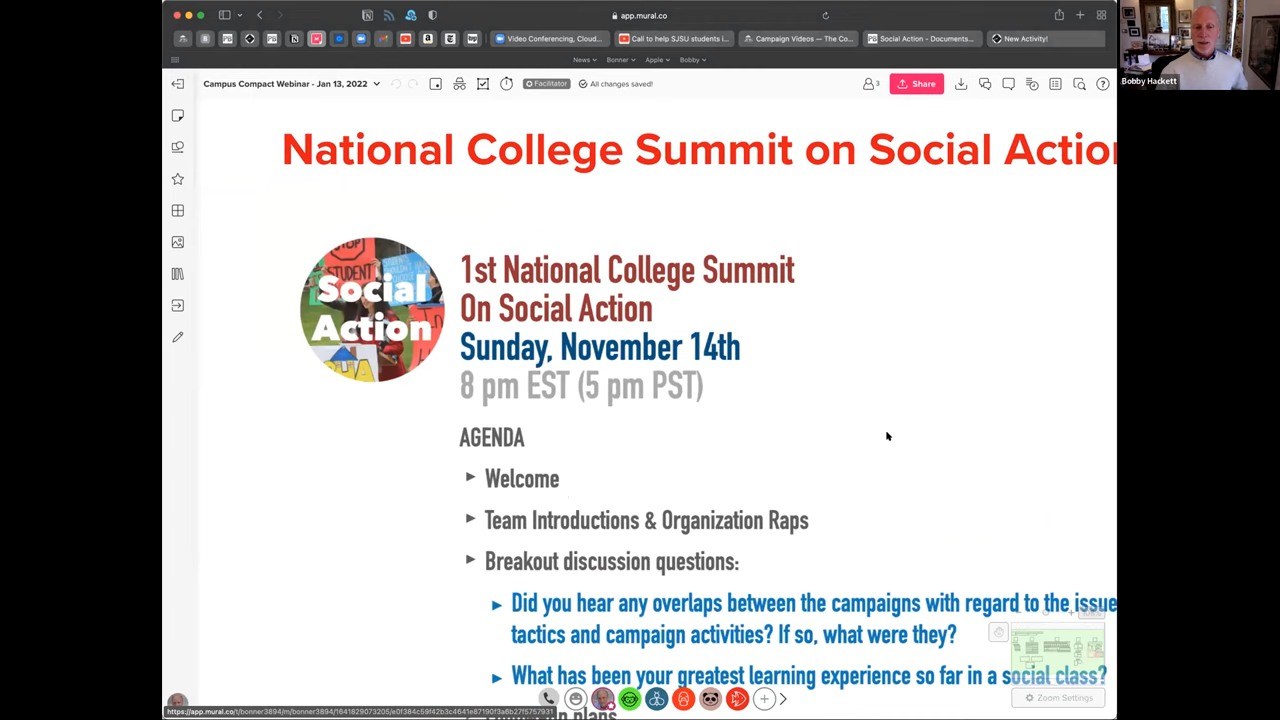 app.mural.co
Video Conferencing, Cloud...
Call to help SJSU students i...
Campaign Videos — The Co...
Social Action - Documents...
New Activity!
News
Bonner
Apple
Bobby
Bobby Hackett
Campus Compact Webinar - Jan 13, 2022
Facilitator
All changes saved!
3
Share
National College Summit on Social Action
STOP
STUDENT
Social
Action
1st National College Summit
On Social Action
Sunday, November 14th
8 pm EST (5 pm PST)
AGENDA
Welcome
Team Introductions & Organization Raps
Breakout discussion questions:
Did you hear any overlaps between the campaigns with regard to the issue
tactics and campaign activities? If so, what were they?
What has been your greatest learning experience so far in a social class?
Zoom Settings
plans